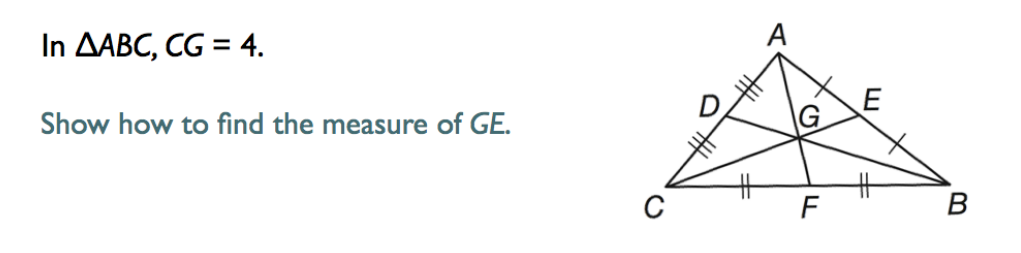 In ΔABC, CG = 4.
Show how to find the measure of GE.
A
D
E
G
C
F
B